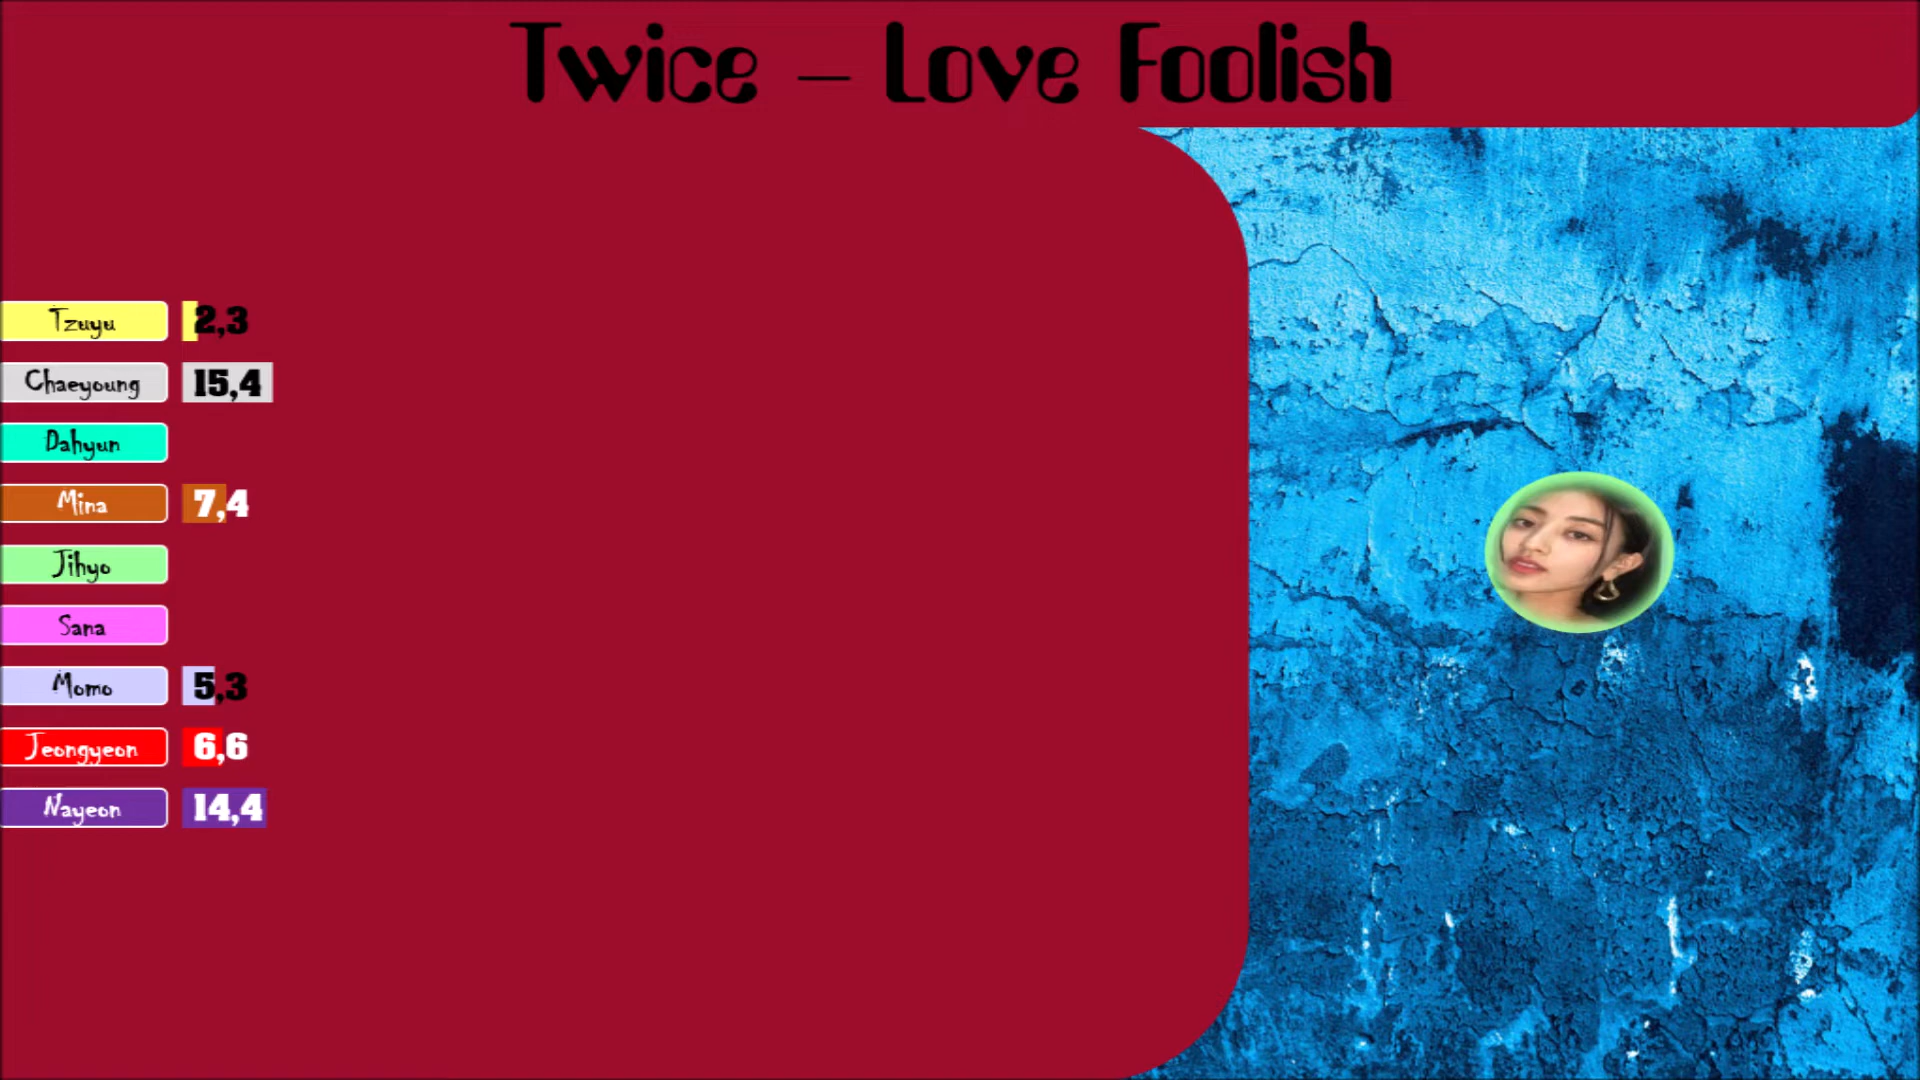 Twice – Love Foolish
Tzuyu 2,3
Chaeyoung 15,4
Dahyun
Mina 7,4
Jihyo
Sana
Momo 5,3
Jeongyeon 6,6
Nayeon 14,4